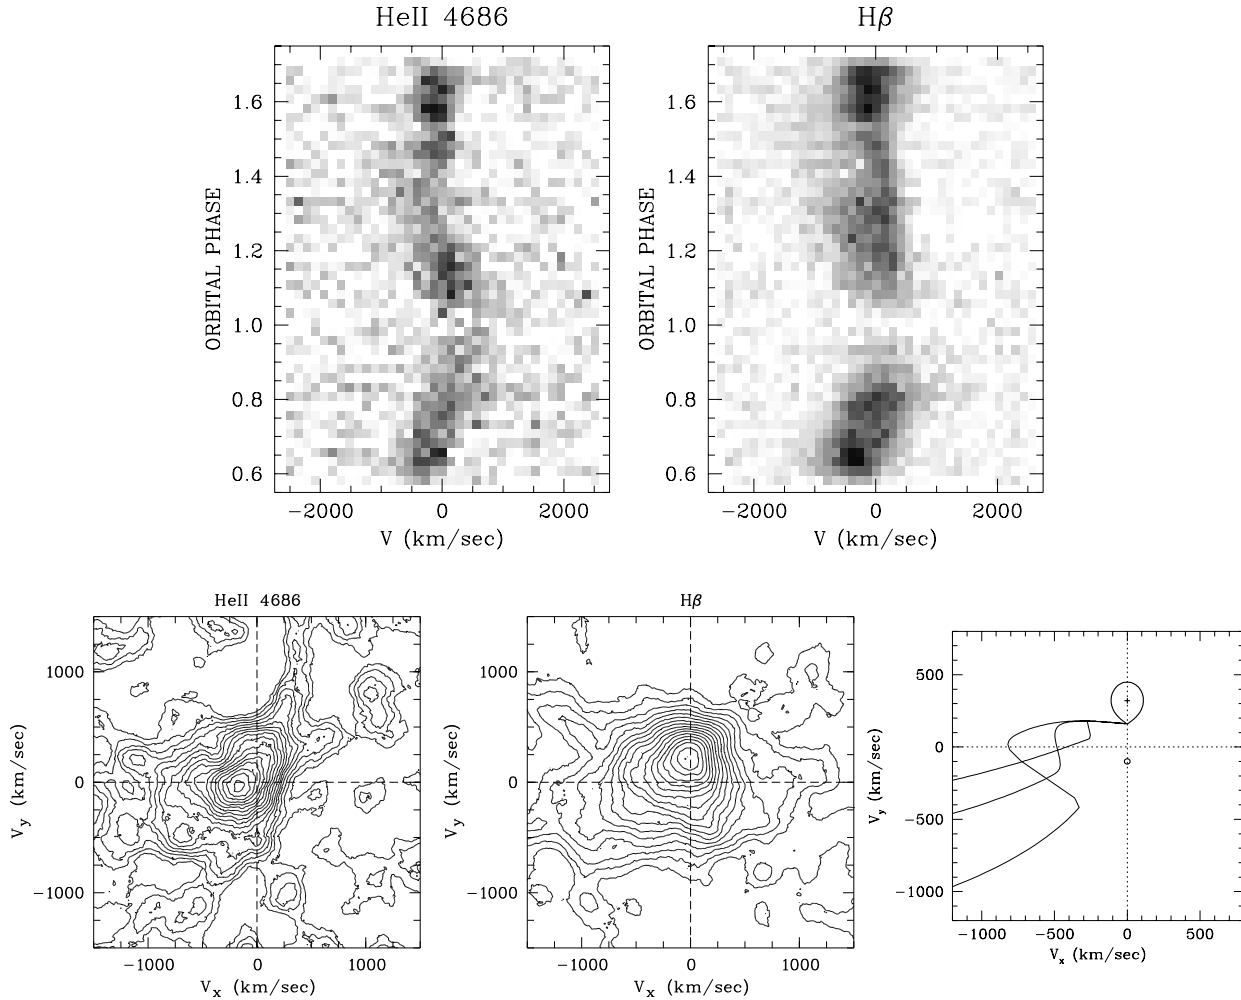 HeII 4686
Hβ
ORBITAL PHASE
1.6
1.4
1.2
1.0
0.8
0.6
−2000
0
2000
V (km/sec)
ORBITAL PHASE
1.6
1.4
1.2
1.0
0.8
0.6
−2000
0
2000
V (km/sec)
HeII 4686
Vy (km/sec)
1000
0
−1000
−1000
0
1000
Vx (km/sec)
Hβ
Vy (km/sec)
1000
0
−1000
−1000
0
1000
Vx (km/sec)
Vy (km/sec)
500
0
−500
−1000
−1000
−500
0
500
Vx (km/sec)